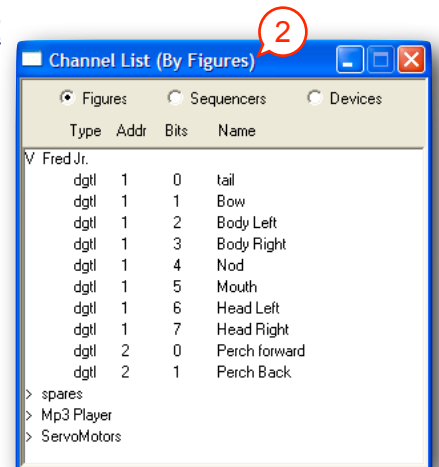 2
Channel List (By Figures)
Figures Sequencers Devices
Type Addr Bits Name
V Fred Jr.
dgtl 1 0 tail
dgtl 1 1 Bow
dgtl 1 2 Body Left
dgtl 1 3 Body Right
dgtl 1 4 Nod
dgtl 1 5 Mouth
dgtl 1 6 Head Left
dgtl 1 7 Head Right
dgtl 2 0 Perch forward
dgtl 2 1 Perch Back
> spares
> Mp3 Player
> ServoMotors